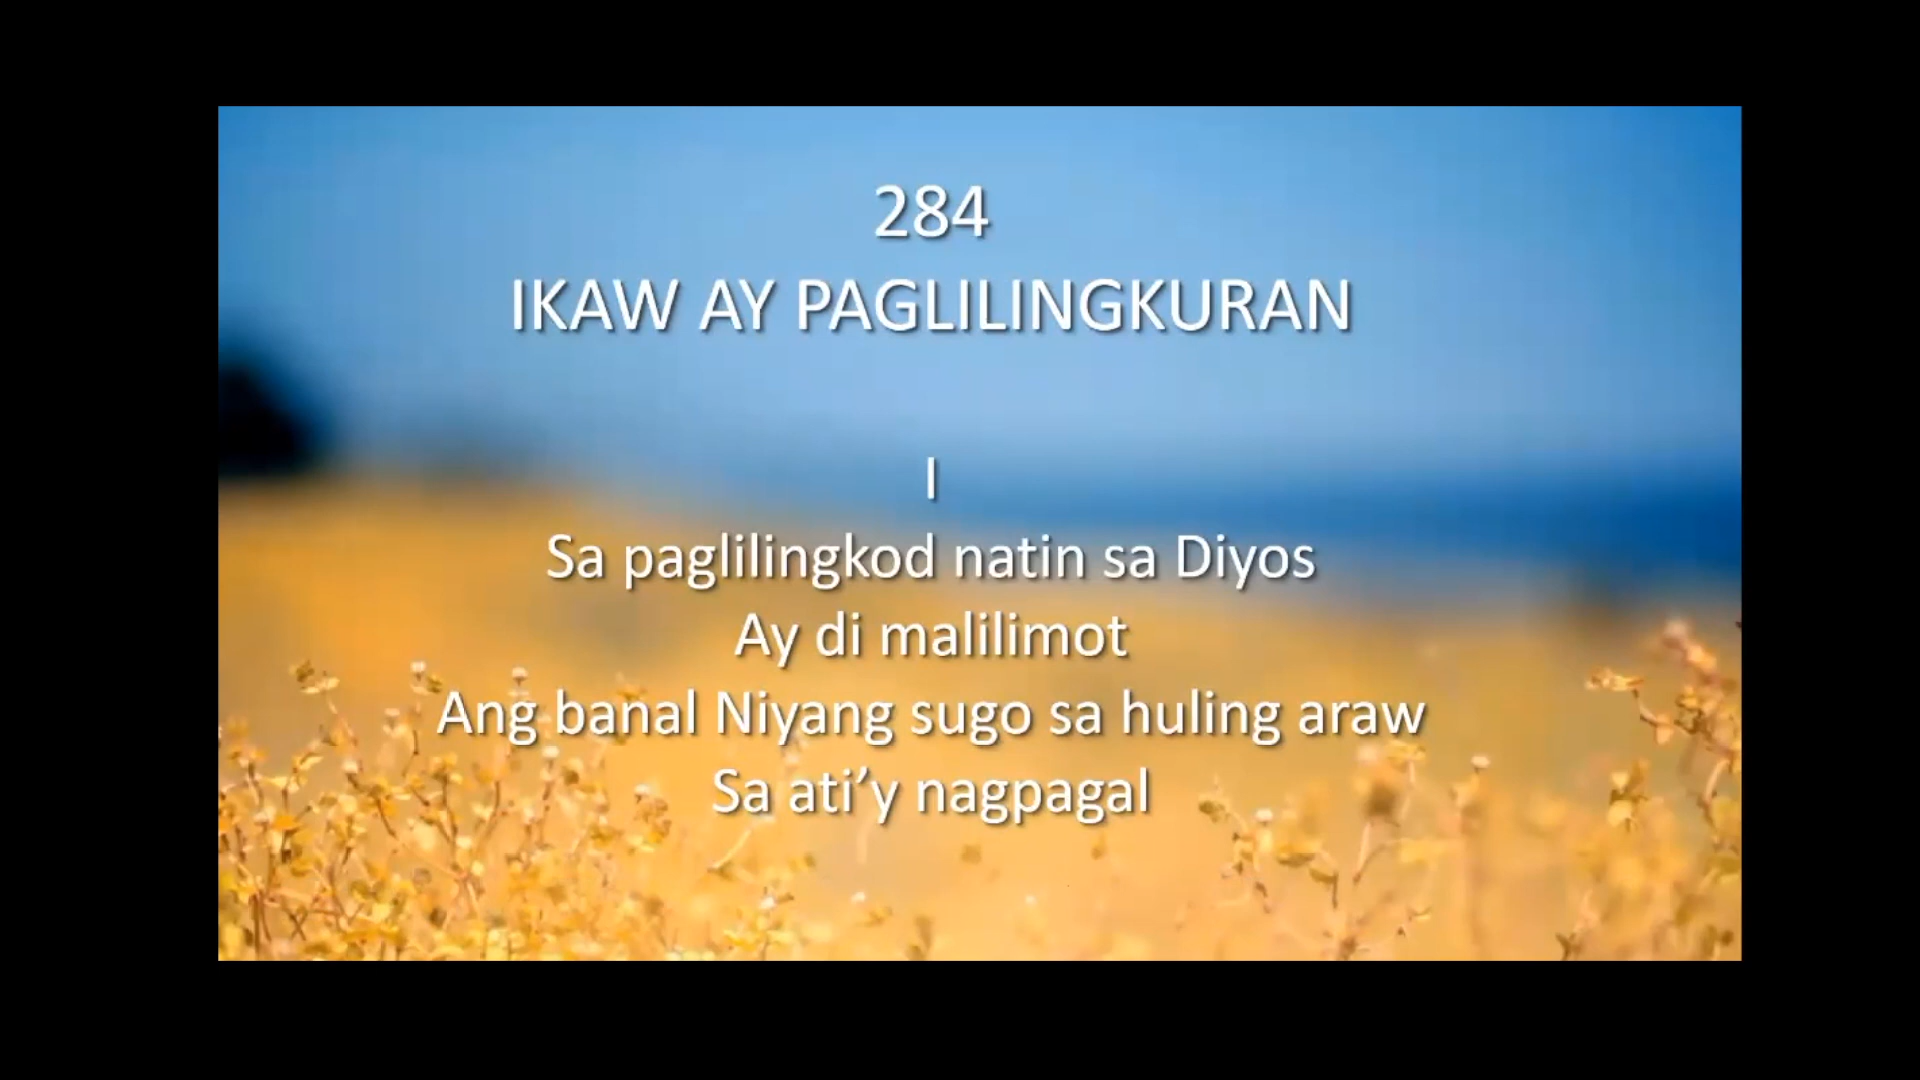 284
IKAW AY PAGLILINGKURAN
I
Sa paglilingkod natin sa Diyos
Ay di malilimot
Ang banal Niyang sugo sa huling araw
Sa ati’y nagpagal